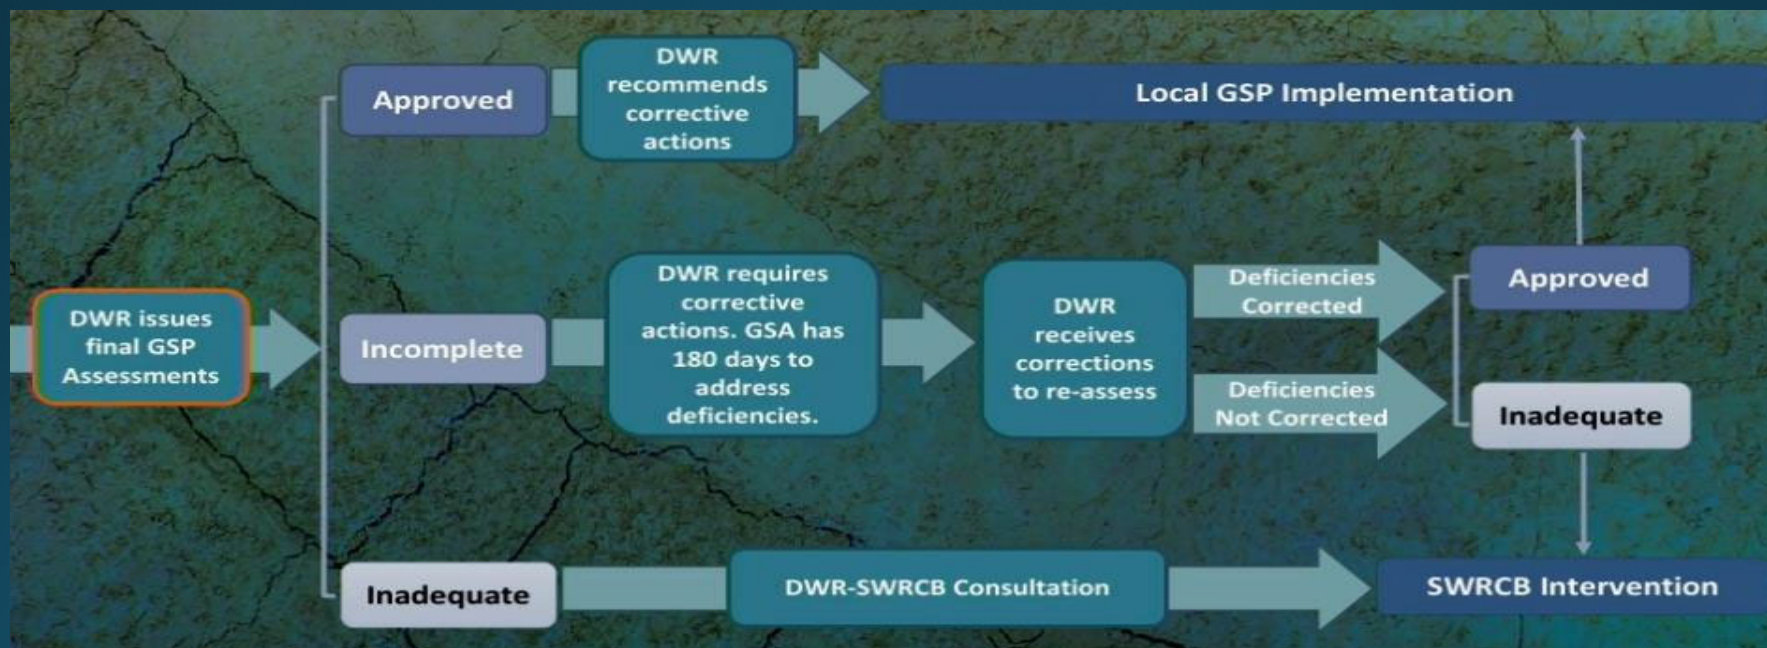 DWR
recommends
corrective
actions
Approved
Local GSP Implementation
DWR issues
final GSP
Assessments
Incomplete
DWR requires
corrective
actions. GSA has
180 days to
address
deficiencies.
DWR
receives
corrections
to re-assess
Deficiencies
Corrected
Deficiencies
Not Corrected
Approved
Inadequate
Inadequate
DWR-SWRCB Consultation
SWRCB Intervention